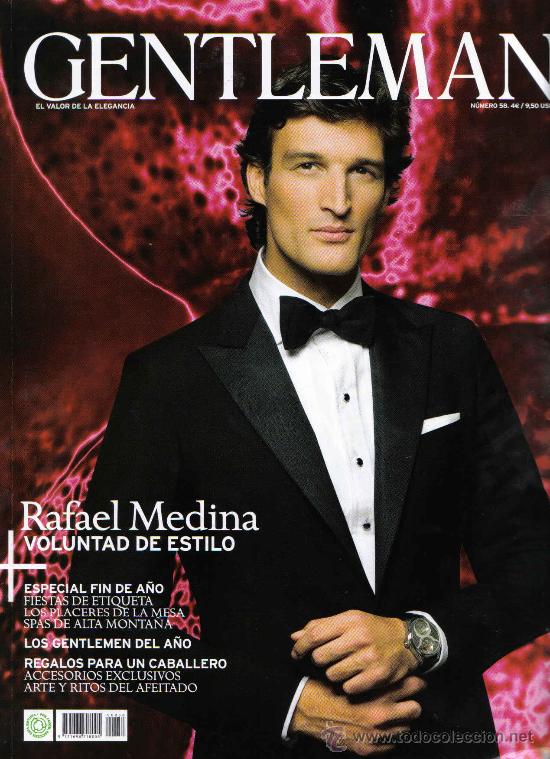 GENTLEMAN
EL VALOR DE LA ELEGANCIA
NÚMERO 58. 4€ / 9,50 US
Rafael Medina
VOLUNTAD DE ESTILO
ESPECIAL FIN DE AÑO
FIESTAS DE ETIQUETA
LOS PLACERES DE LA MESA
SPAS DE ALTA MONTAÑA
LOS GENTLEMEN DEL AÑO
REGALOS PARA UN CABALLERO
ACCESORIOS EXCLUSIVOS
ARTE Y RITOS DEL AFEITADO
© www.todocoleccion.net